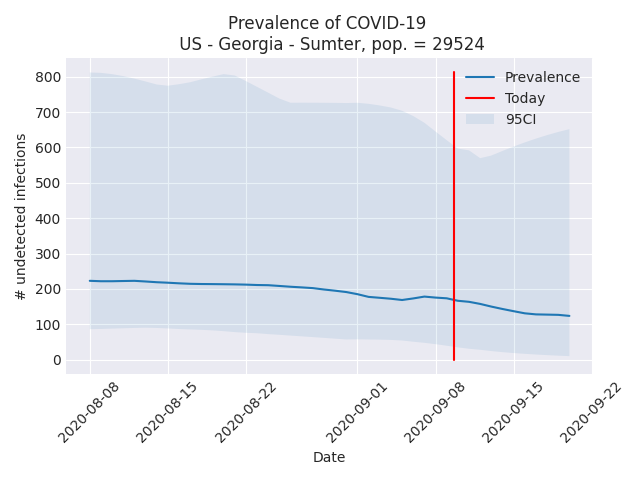 Prevalence of COVID-19
US - Georgia - Sumter, pop. = 29524
# undetected infections
800
700
600
500
400
300
200
100
0
Prevalence
Today
95CI
2020-08-08
2020-08-15
2020-08-22
2020-09-01
2020-09-08
2020-09-15
2020-09-22
Date